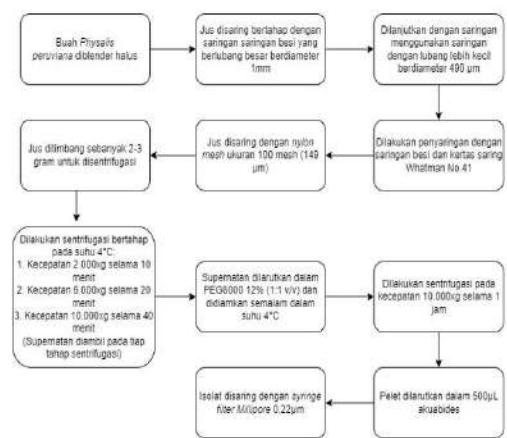 Buah Physalis
peruviana diblender halus
Jus disaring bertahap dengan
saringan saringan besi yang
berlubang besar berdiameter
1mm
Dilanjutkan dengan saringan
menggunakan saringan
dengan lubang lebih kecil
berdiameter 490 µm
Dilakukan penyaringan dengan
saringan besi dan kertas saring
Whatman No.41
Jus disaring dengan nylon
mesh ukuran 100 mesh (149
µm)
Jus ditimbang sebanyak 2-3
gram untuk disentrifugasi
Dilakukan sentrifugasi bertahap
pada suhu 4°C:
1. Kecepatan 2.000xg selama 10
menit
2. Kecepatan 6.000xg selama 20
menit
3. Kecepatan 10.000xg selama 40
menit
(Supernatan diambil pada tiap
tahap sentrifugasi)
Supernatan dilarutkan dalam
PEG6000 12% (1:1 v/v) dan
didiamkan semalam dalam
suhu 4°C
Dilakukan sentrifugasi pada
kecepatan 10.000xg selama 1
jam
Pelet dilarutkan dalam 500µL
akuabides
Isolat disaring dengan syringe
filter Millipore 0.22µm